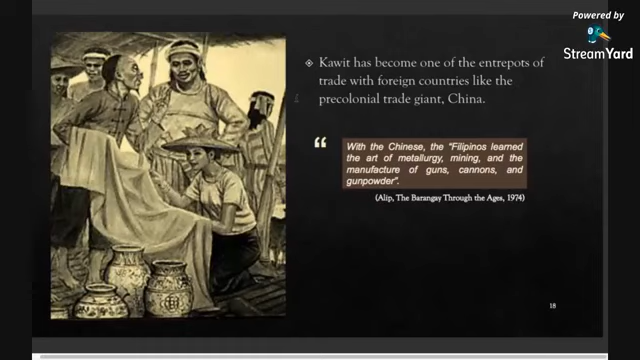 Powered by
StreamYard
Kawit has become one of the entrepots of
trade with foreign countries like the
precolonial trade giant, China.
“
With the Chinese, the “Filipinos learned
the art of metallurgy, mining, and the
manufacture of guns, cannons, and
gunpowder”.
(Alip, The Barangay Through the Ages, 1974)
18